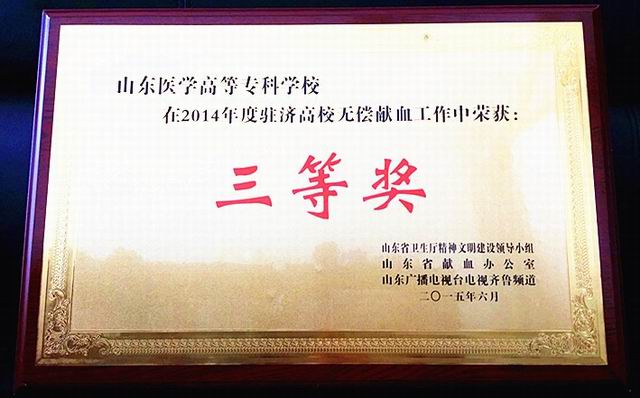 山东医学高等专科学校
在2014年度驻济高校无偿献血工作中荣获：
三等奖
山东省卫生厅精神文明建设领导小组
山东省献血办公室
山东广播电视台电视齐鲁频道
二〇一五年六月